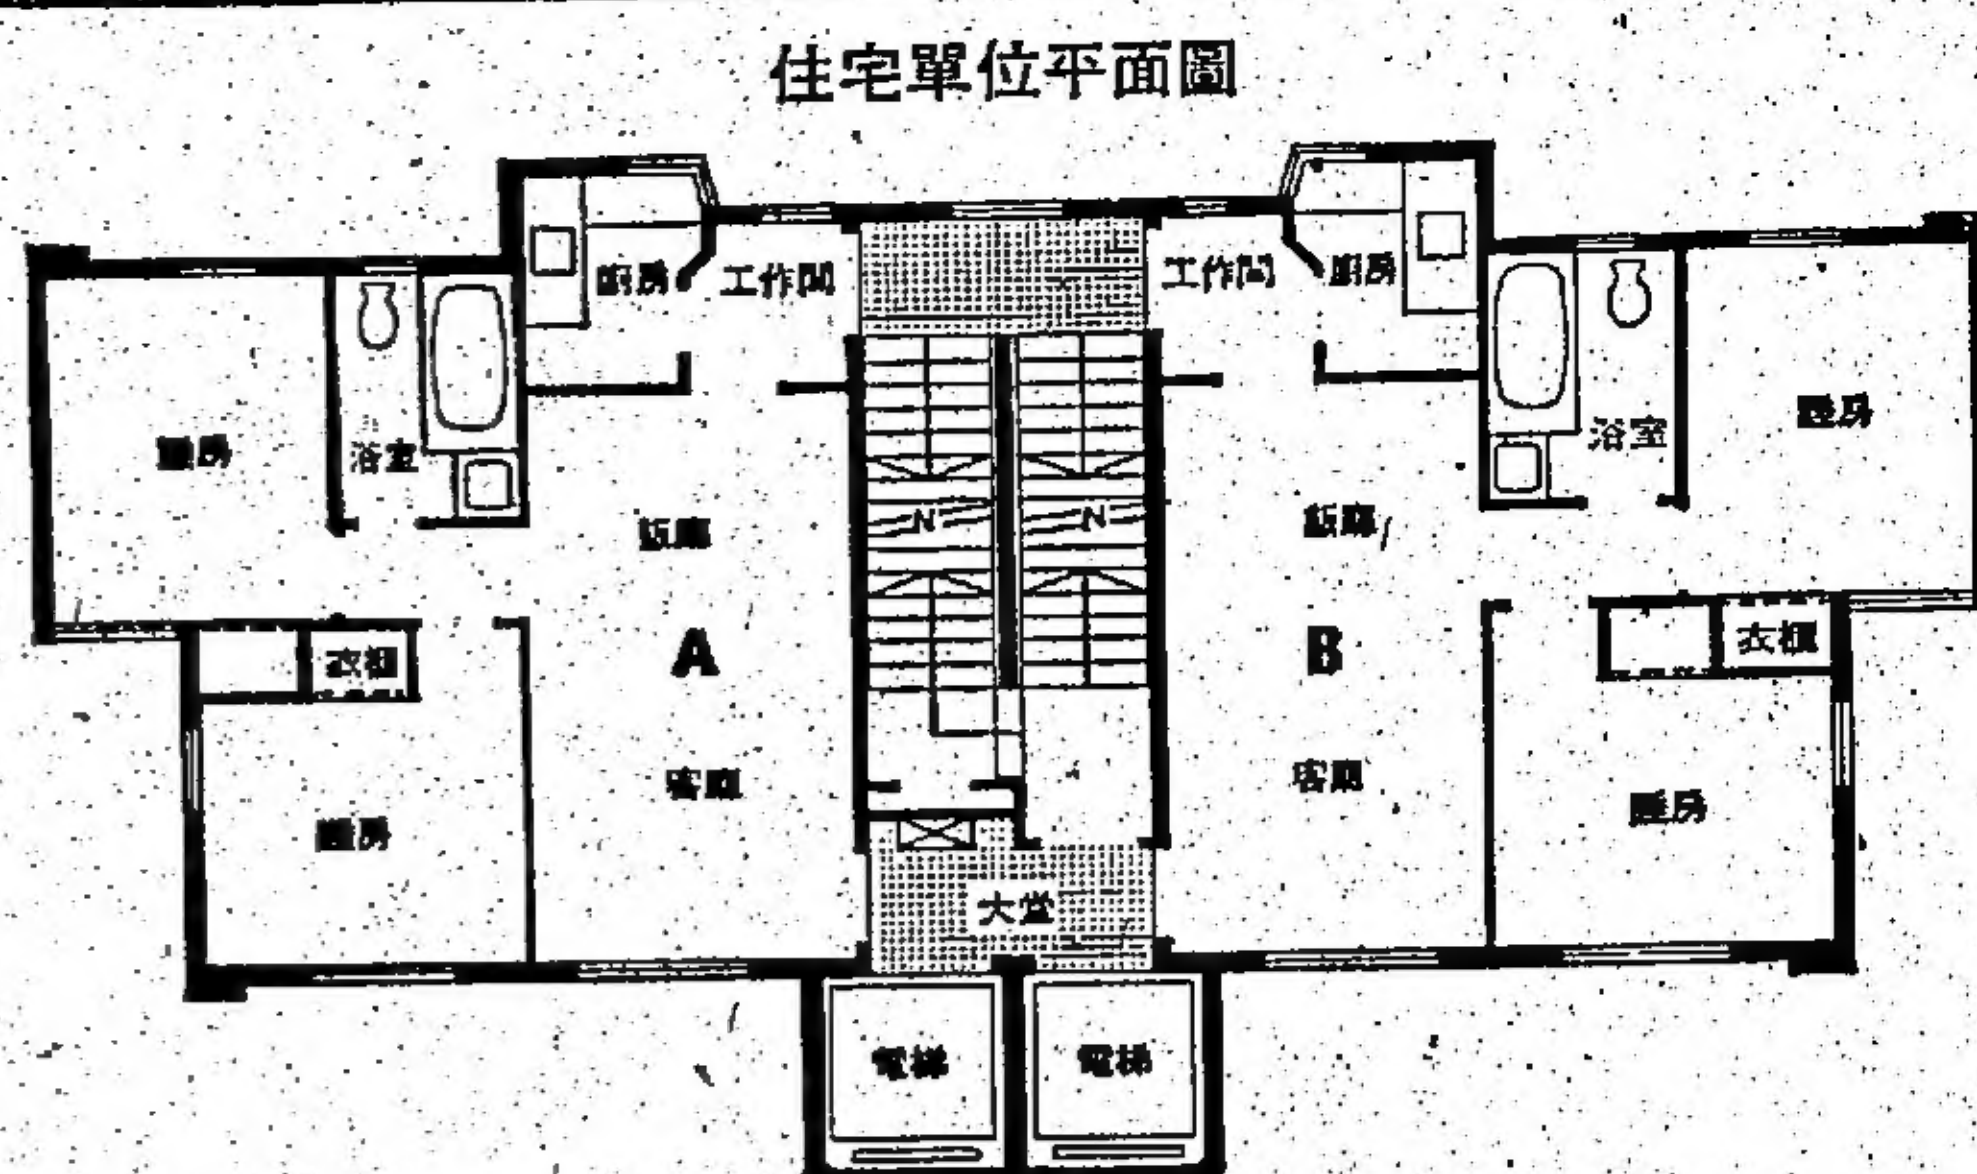 住宅單位平面圖
廚房 工作間 工作間 廚房
睡房 浴室 浴室 睡房
飯廳 飯廳
衣櫃 A N N B 衣櫃
睡房 客廳 客廳 睡房
大堂
電梯 電梯